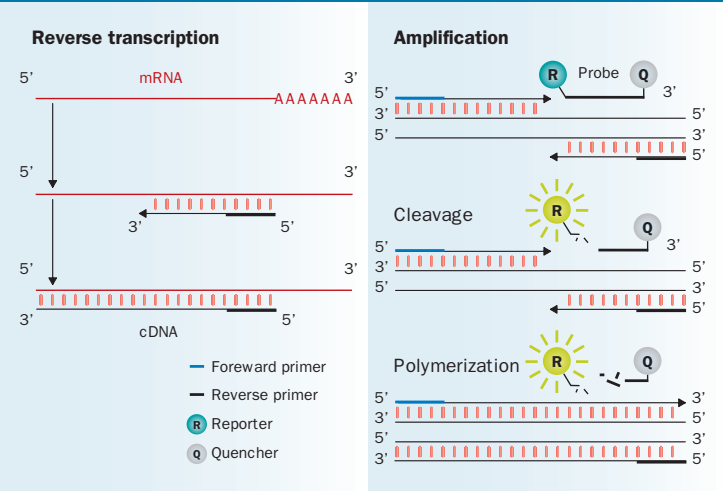 Reverse transcription
5’ mRNA 3’
AAAAAAA
5’ 3’
3’ 5’
5’ 3’
3’ 5’
cDNA
Foreward primer
Reverse primer
R Reporter
Q Quencher
Amplification
R Probe Q
5’ 3’
3’ 5’
5’ 3’
5’
Cleavage R Q
5’ 3’
3’ 5’
5’ 3’
5’
Polymerization R Q
5’ 3’
3’ 5’
5’ 3’
3’ 5’